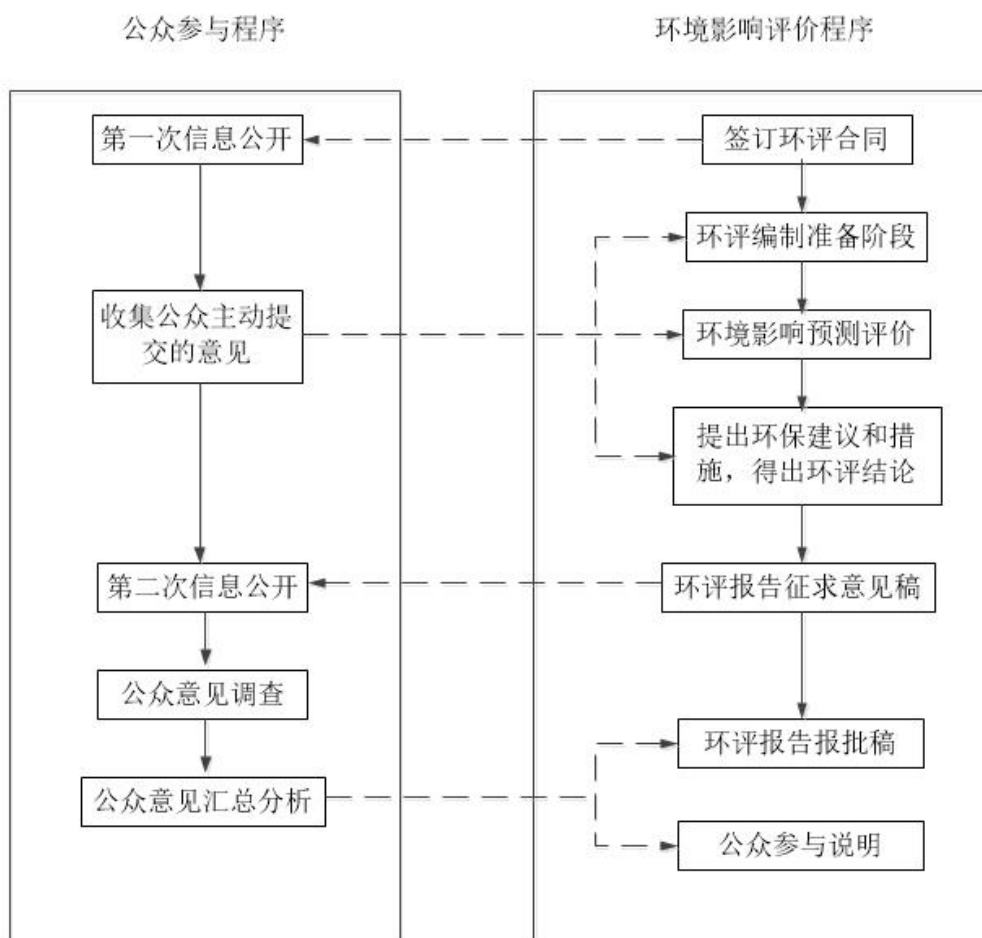 公众参与程序
环境影响评价程序
第一次信息公开
签订环评合同
环评编制准备阶段
收集公众主动提
交的意见
环境影响预测评价
提出环保建议和措
施，得出环评结论
第二次信息公开
环评报告征求意见稿
公众意见调查
环评报告报批稿
公众意见汇总分析
公众参与说明